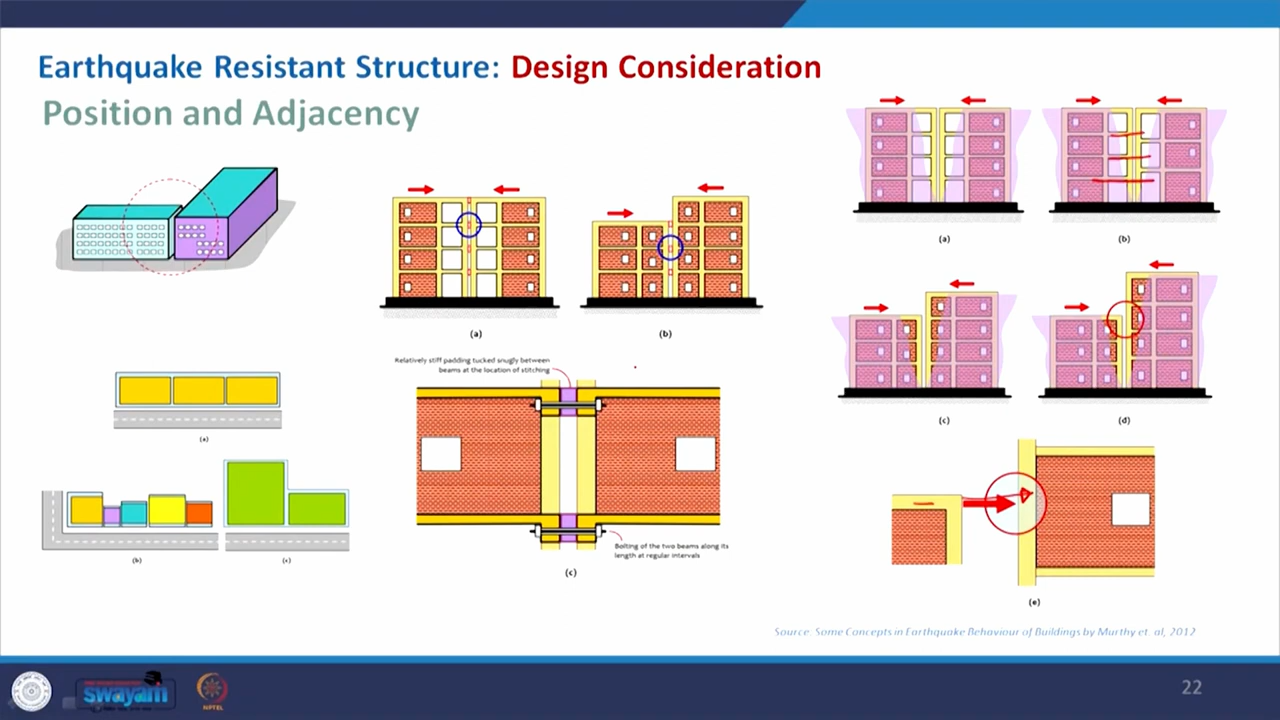 Earthquake Resistant Structure: Design Consideration
Position and Adjacency
(a)
(b)
(c)
(a)
(b)
Relatively stiff padding tucked snugly between
beams at the location of stitching
Bolting of the two beams along its
length at regular intervals
(c)
(a)
(b)
(c)
(d)
(e)
Source: Some Concepts in Earthquake Behaviour of Buildings by Murthy et. al, 2012
swayam
NPTEL
22